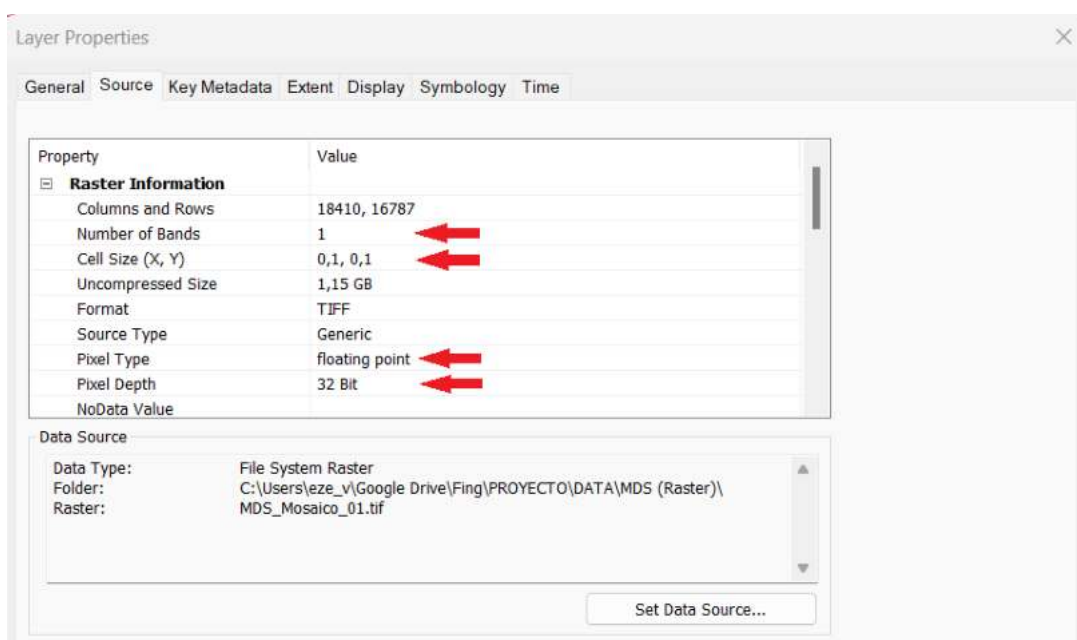 Layer Properties
General Source Key Metadata Extent Display Symbology Time
Property Value
Raster Information
Columns and Rows 18410, 16787
Number of Bands 1
Cell Size (X, Y) 0,1, 0,1
Uncompressed Size 1,15 GB
Format TIFF
Source Type Generic
Pixel Type floating point
Pixel Depth 32 Bit
NoData Value
Data Source
Data Type: File System Raster
Folder: C:\Users\eze_v\Google Drive\Fing\PROYECTO\DATA\MDS (Raster)\
Raster: MDS_Mosaico_01.tif
Set Data Source...